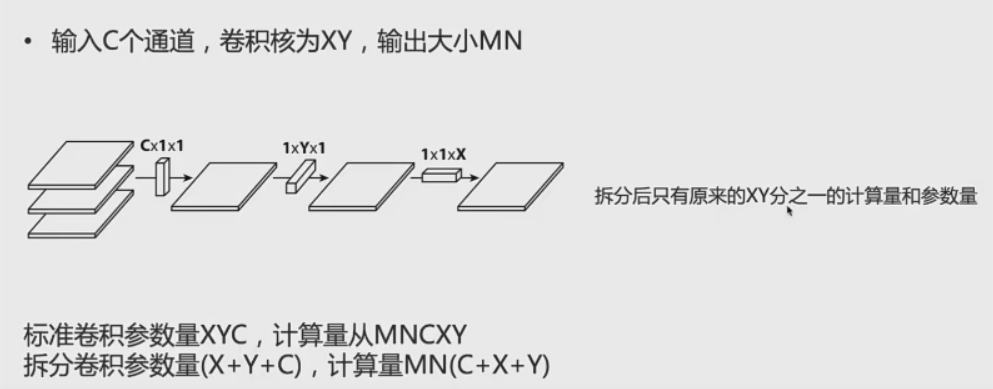 • 输入C个通道，卷积核为XY，输出大小MN
Cx1x1
1xYx1
1x1xX
拆分后只有原来的XY分之一的计算量和参数量
标准卷积参数量XYC，计算量从MNCXY
拆分卷积参数量(X+Y+C)，计算量MN(C+X+Y)